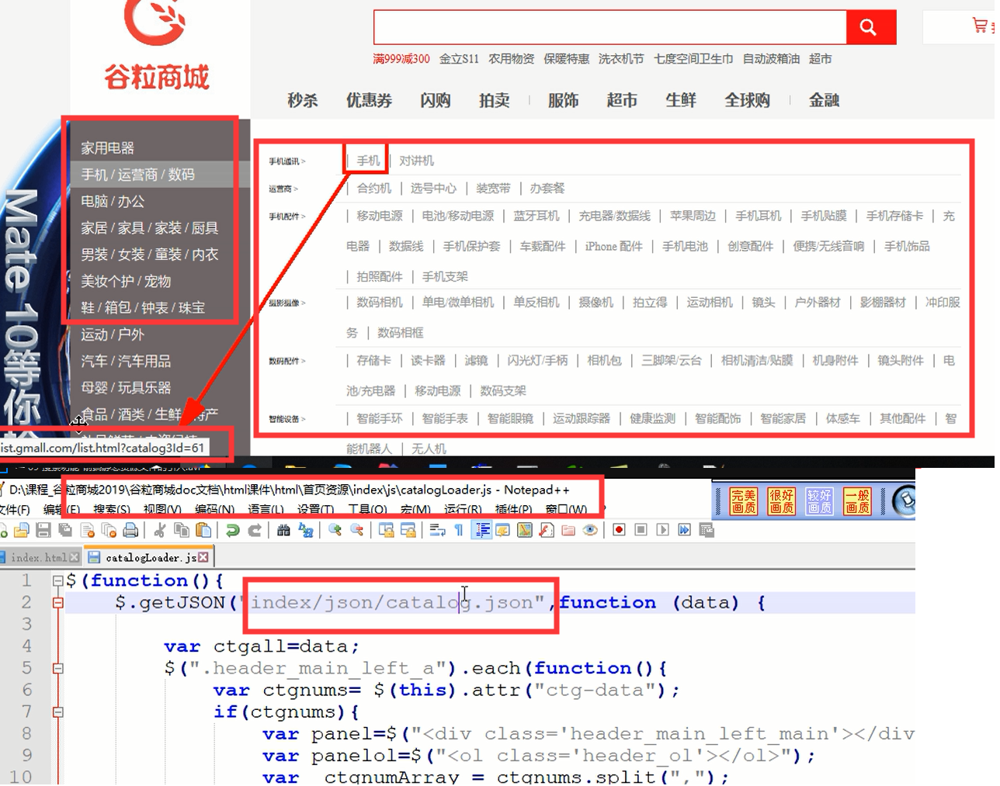 谷粒商城
满999减300 金立S11 农用物资 保暖特惠 洗衣机节 七度空间卫生巾 自动波箱油 超市
秒杀 优惠券 闪购 拍卖 | 服饰 超市 生鲜 全球购 | 金融
家用电器
手机 / 运营商 / 数码
电脑 / 办公
家居 / 家具 / 家装 / 厨具
男装 / 女装 / 童装 / 内衣
美妆个护 / 宠物
鞋 / 箱包 / 钟表 / 珠宝
运动 / 户外
汽车 / 汽车用品
母婴 / 玩具乐器
食品 / 酒类 / 生鲜 特产
Mate 10等你
ist.gmall.com/list.html?catalog3Id=61
手机通讯 > | 手机 | 对讲机
运营商 > | 合约机 | 选号中心 | 装宽带 | 办套餐
手机配件 > | 移动电源 | 电池/移动电源 | 蓝牙耳机 | 充电器/数据线 | 苹果周边 | 手机耳机 | 手机贴膜 | 手机存储卡 | 充
电器 | 数据线 | 手机保护套 | 车载配件 | iPhone 配件 | 手机电池 | 创意配件 | 便携/无线音响 | 手机饰品
| 拍照配件 | 手机支架
摄影摄像 > | 数码相机 | 单电/微单相机 | 单反相机 | 摄像机 | 拍立得 | 运动相机 | 镜头 | 户外器材 | 影棚器材 | 冲印服
务 | 数码相框
数码配件 > | 存储卡 | 读卡器 | 滤镜 | 闪光灯/手柄 | 相机包 | 三脚架/云台 | 相机清洁/贴膜 | 机身附件 | 镜头附件 | 电
池/充电器 | 移动电源 | 数码支架
智能设备 > | 智能手环 | 智能手表 | 智能眼镜 | 运动跟踪器 | 健康监测 | 智能配饰 | 智能家居 | 体感车 | 其他配件 | 智
能机器人 | 无人机
D:\课程_谷粒商城2019\谷粒商城doc文档\html课件\html\首页资源\index\js\catalogLoader.js - Notepad++
文件(F) 编辑(E) 搜索(S) 视图(V) 编码(N) 语言(L) 设置(T) 工具(O) 宏(M) 运行(R) 插件(P) 窗口(W)
完美画质 很好画质 较好画质 一般画质
index.html catalogLoader.js
1 $(function(){
2 $.getJSON("index/json/catalog.json",function (data) {
3
4 var ctgall=data;
5 $(".header_main_left_a").each(function(){
6 var ctgnums= $(this).attr("ctg-data");
7 if(ctgnums){
8 var panel=$("<div class='header_main_left_main'></div
9 var panelol=$("<ol class='header_ol'></ol>");
10 var ctgnumArray = ctgnums.split(",");